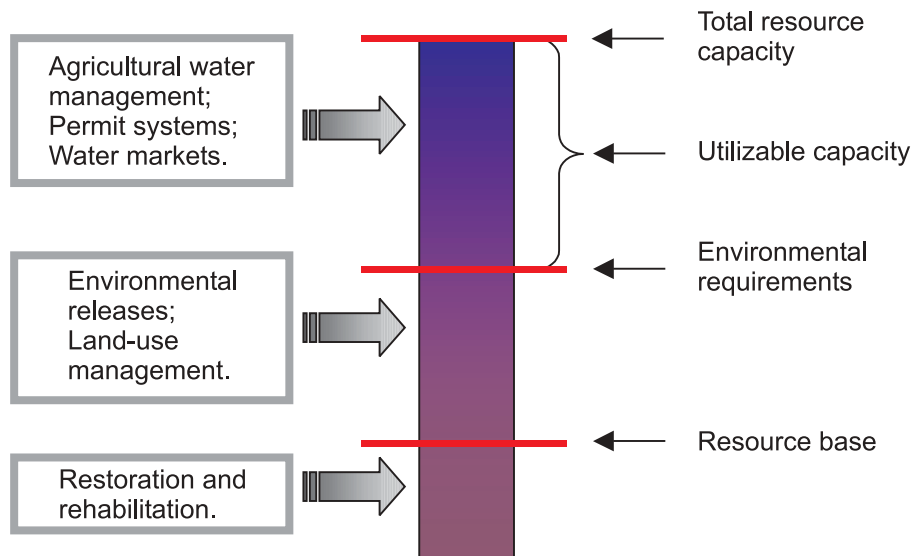 Agricultural water
management;
Permit systems;
Water markets.
Environmental
releases;
Land-use
management.
Restoration and
rehabilitation.
Total resource
capacity
Utilizable capacity
Environmental
requirements
Resource base